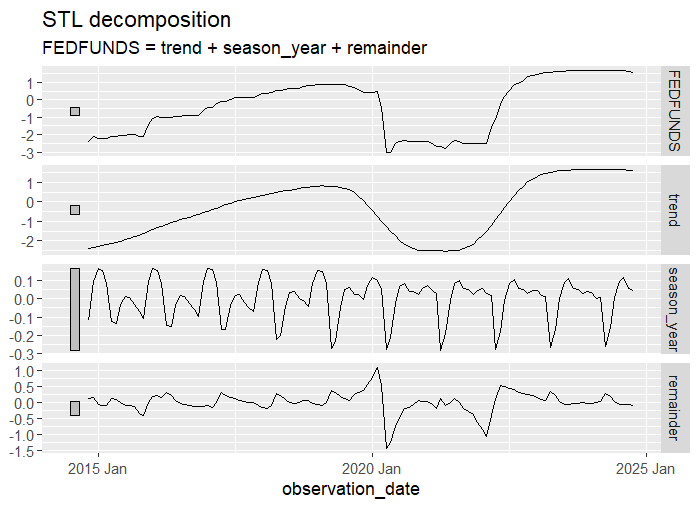 STL decomposition
FEDFUNDS = trend + season_year + remainder
1
0
-1
-2
-3
FEDFUNDS
1
0
-1
-2
trend
0.1
0.0
-0.1
-0.2
-0.3
season_year
1.0
0.5
0.0
-0.5
-1.0
-1.5
remainder
2015 Jan
2020 Jan
2025 Jan
observation_date